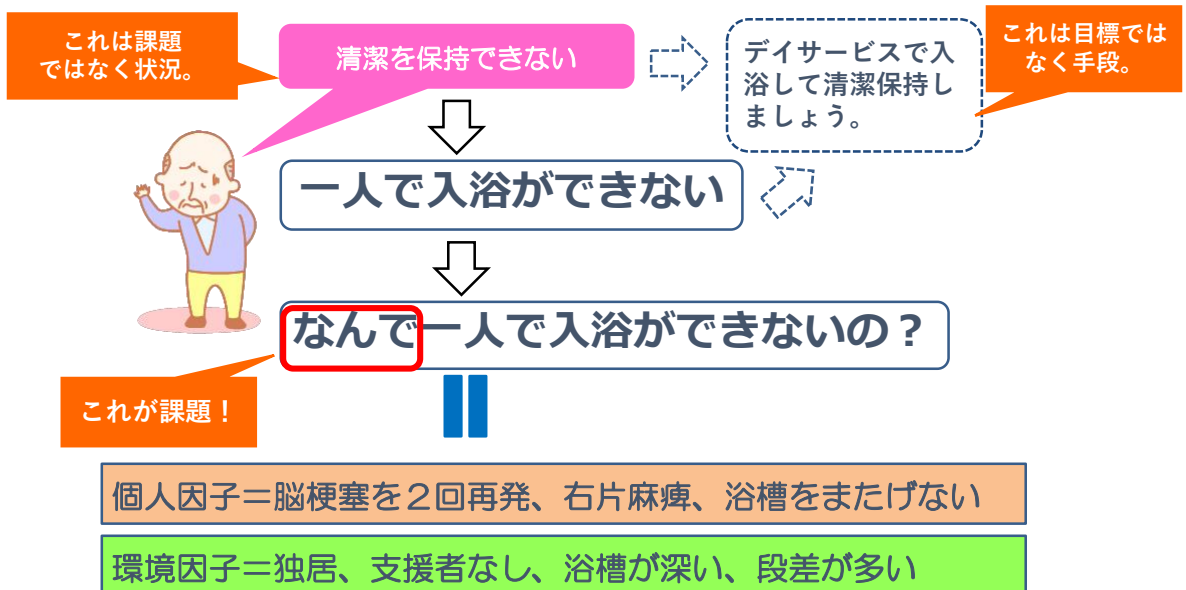 これは課題
ではなく状況。
清潔を保持できない
デイサービスで入
浴して清潔保持し
ましょう。
これは目標では
なく手段。
一人で入浴ができない
なんで一人で入浴ができないの？
これが課題！
個人因子＝脳梗塞を２回再発、右片麻痺、浴槽をまたげない
環境因子＝独居、支援者なし、浴槽が深い、段差が多い